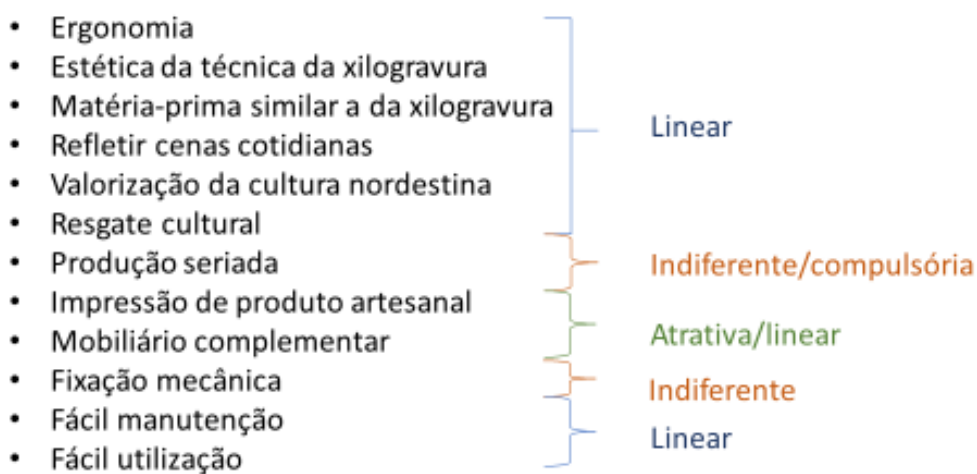 • Ergonomia
• Estética da técnica da xilogravura
• Matéria-prima similar a da xilogravura
• Refletir cenas cotidianas
• Valorização da cultura nordestina
• Resgate cultural
Linear
• Produção seriada
Indiferente/compulsória
• Impressão de produto artesanal
• Mobiliário complementar
Atrativa/linear
• Fixação mecânica
Indiferente
• Fácil manutenção
• Fácil utilização
Linear